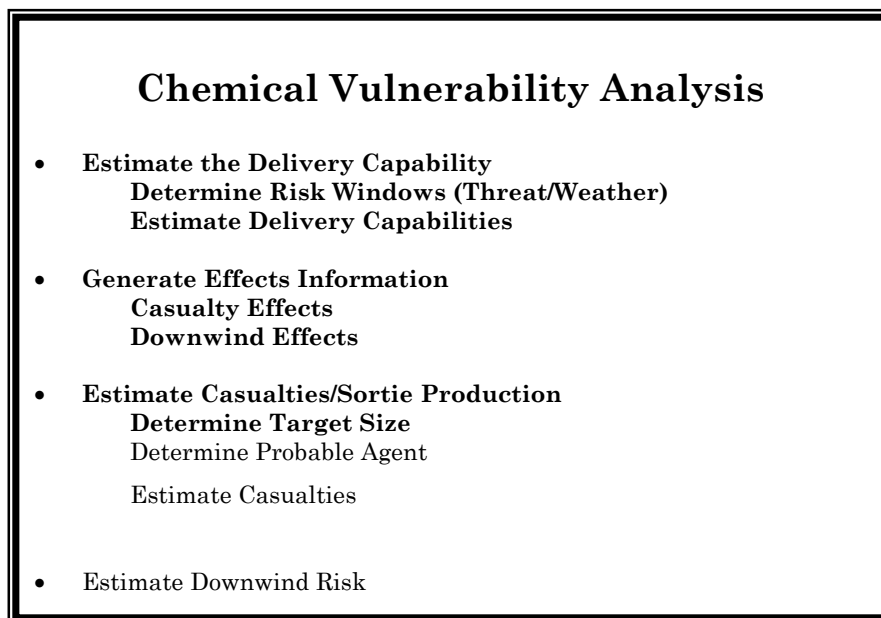 Chemical Vulnerability Analysis
• Estimate the Delivery Capability
Determine Risk Windows (Threat/Weather)
Estimate Delivery Capabilities
• Generate Effects Information
Casualty Effects
Downwind Effects
• Estimate Casualties/Sortie Production
Determine Target Size
Determine Probable Agent
Estimate Casualties
• Estimate Downwind Risk